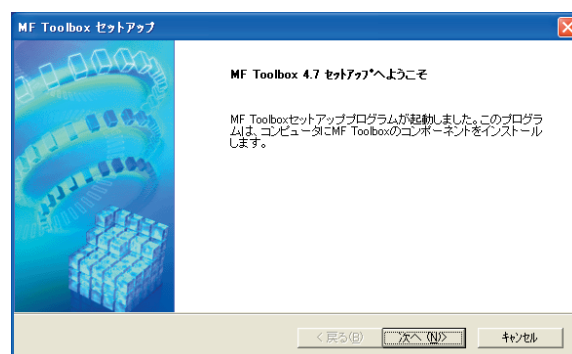 MF Toolbox セットアップ
MF Toolbox 4.7 ｾｯﾄｱｯﾌﾟへようこそ
MF Toolboxセットアッププログラムが起動しました。このプログラ
ムは、コンピュータにMF Toolboxのコンポーネントをインストール
します。
< 戻る(B)
次へ (N)>
ｷｬﾝｾﾙ